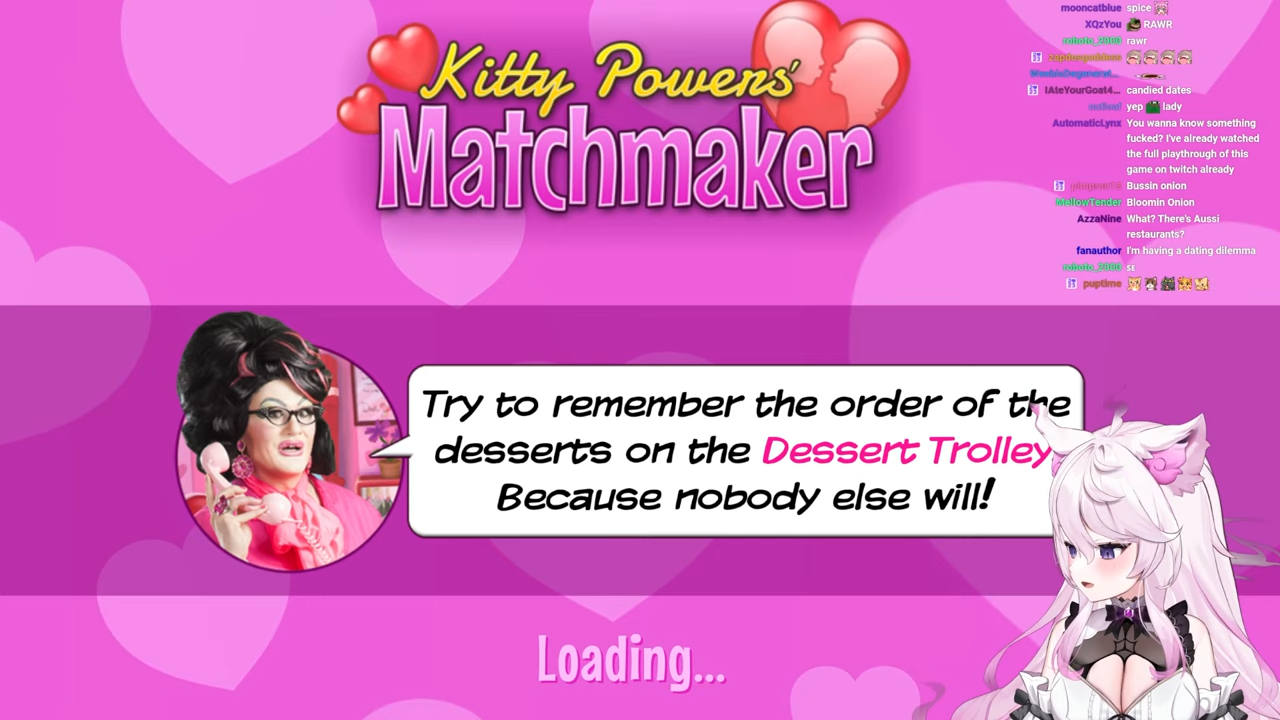 Kitty Powers'
Matchmaker
Try to remember the order of the
desserts on the Dessert Trolley
Because nobody else will!
Loading...
mooncatblue spice
XQzYou RAWR
roboto_2000 rawr
candied dates
yep lady
AutomaticLynx You wanna know something
fucked? I've already watched
the full playthrough of this
game on twitch already
Bussin onion
MellowTender Bloomin Onion
AzzaNine What? There's Aussi
restaurants?
fanauthor I'm having a dating dilemma
roboto_2000
puptime